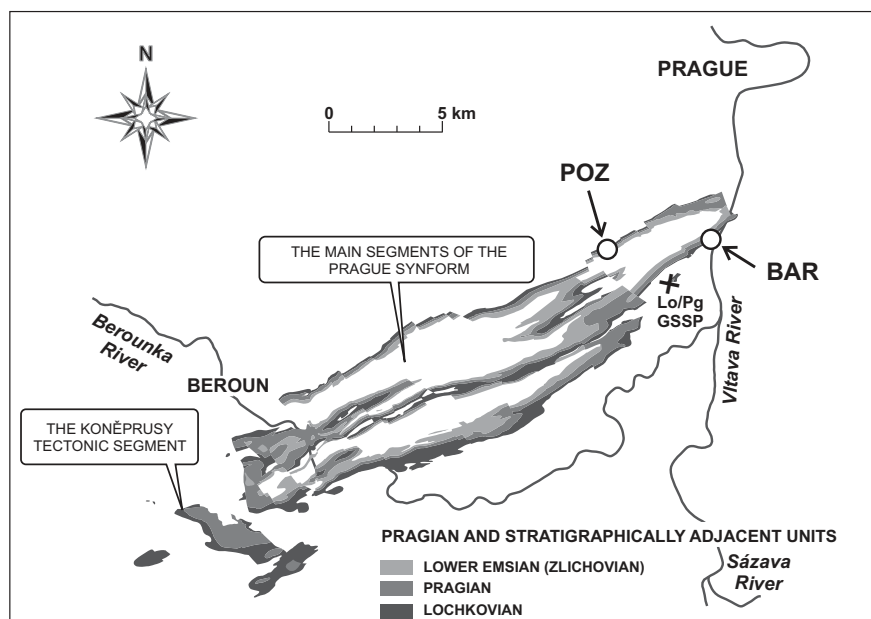 N
PRAGUE
0 5 km
POZ
THE MAIN SEGMENTS OF THE
PRAGUE SYNFORM
BAR
Lo/Pg
GSSP
Berounka
River
Vltava River
BEROUN
THE KONĚPRUSY
TECTONIC SEGMENT
PRAGIAN AND STRATIGRAPHICALLY ADJACENT UNITS
LOWER EMSIAN (ZLICHOVIAN)
PRAGIAN
LOCHKOVIAN
Sázava
River